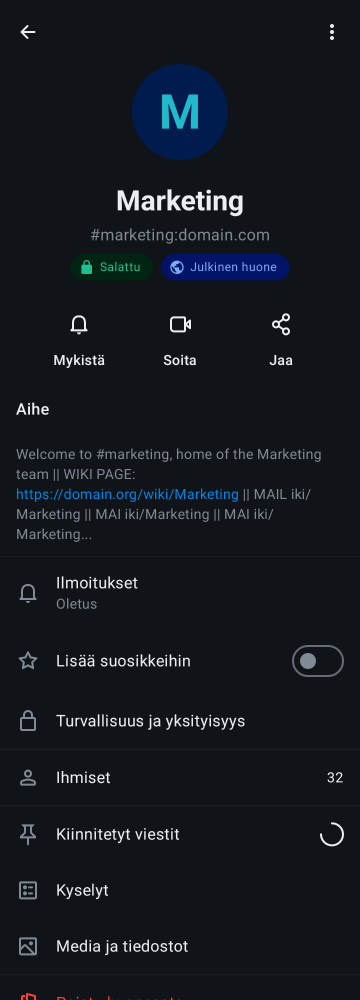 M
Marketing
#marketing:domain.com
Salattu
Julkinen huone
Mykistä
Soita
Jaa
Aihe
Welcome to #marketing, home of the Marketing
team || WIKI PAGE:
https://domain.org/wiki/Marketing || MAIL iki/
Marketing || MAI iki/Marketing || MAI iki/
Marketing...
Ilmoitukset
Oletus
Lisää suosikkeihin
Turvallisuus ja yksityisyys
Ihmiset
32
Kiinnitetyt viestit
Kyselyt
Media ja tiedostot